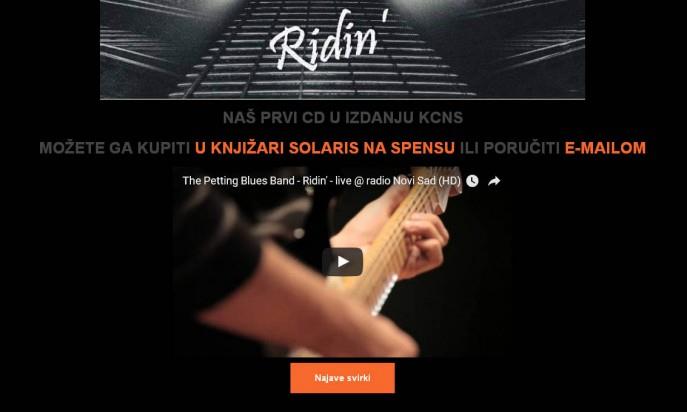 Ridin'
NAŠ PRVI CD U IZDANJU KCNS
MOŽETE GA KUPITI U KNJIŽARI SOLARIS NA SPENSU ILI PORUČITI E-MAILOM
The Petting Blues Band - Ridin' - live @ radio Novi Sad (HD)
Najave svirki